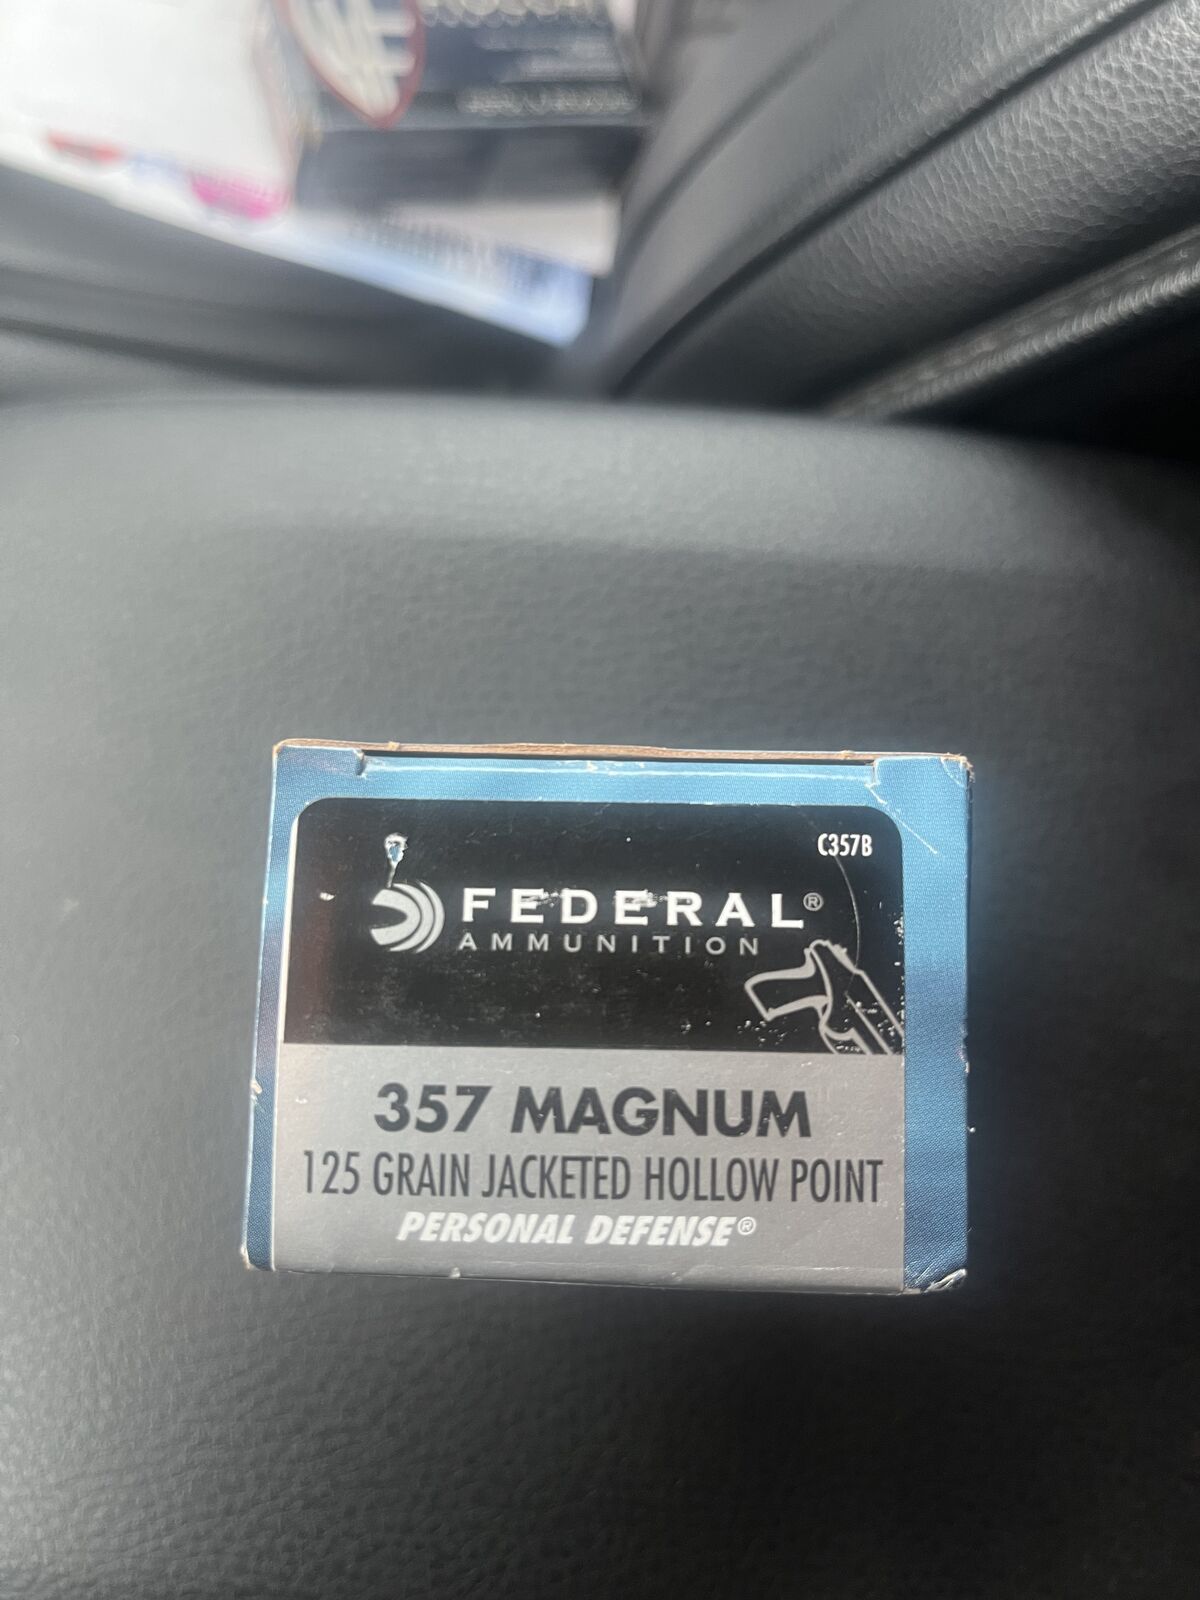 C357B
FEDERAL®
AMMUNITION
357 MAGNUM
125 GRAIN JACKETED HOLLOW POINT
PERSONAL DEFENSE®